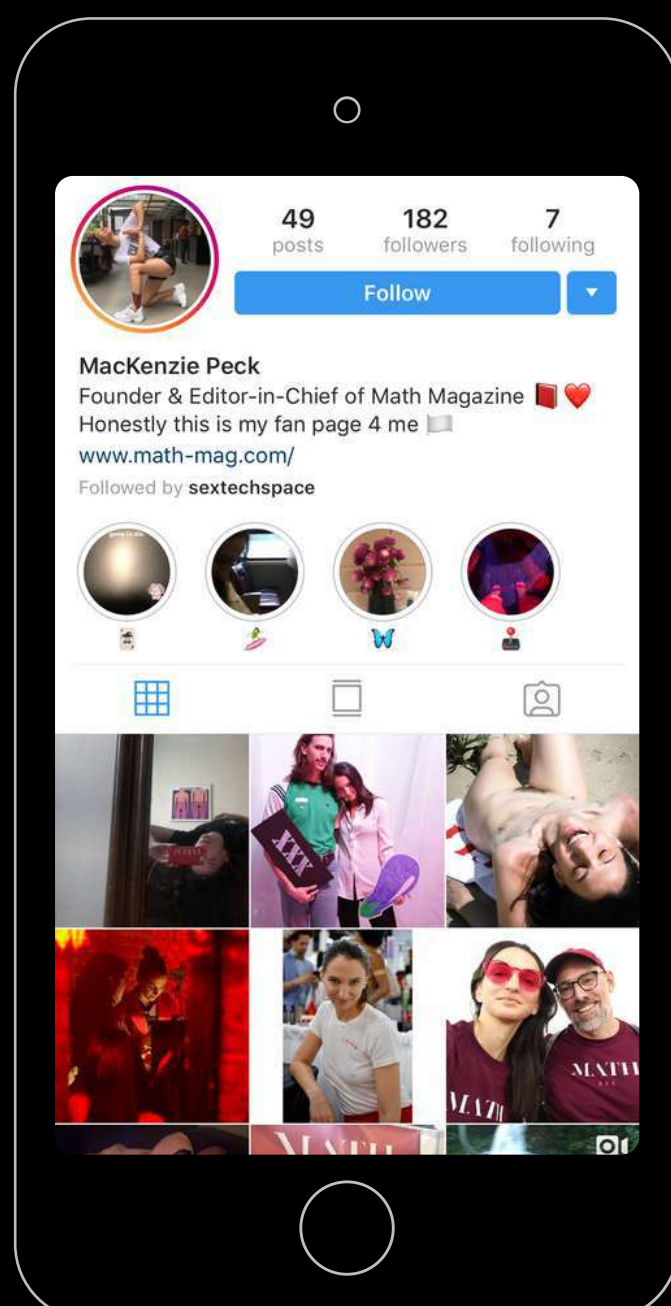 49 182 7
posts followers following
Follow
MacKenzie Peck
Founder & Editor-in-Chief of Math Magazine 📕❤️
Honestly this is my fan page 4 me 🏳️
www.math-mag.com/
Followed by sextechspace
XXX
MATH
MATH
MATH